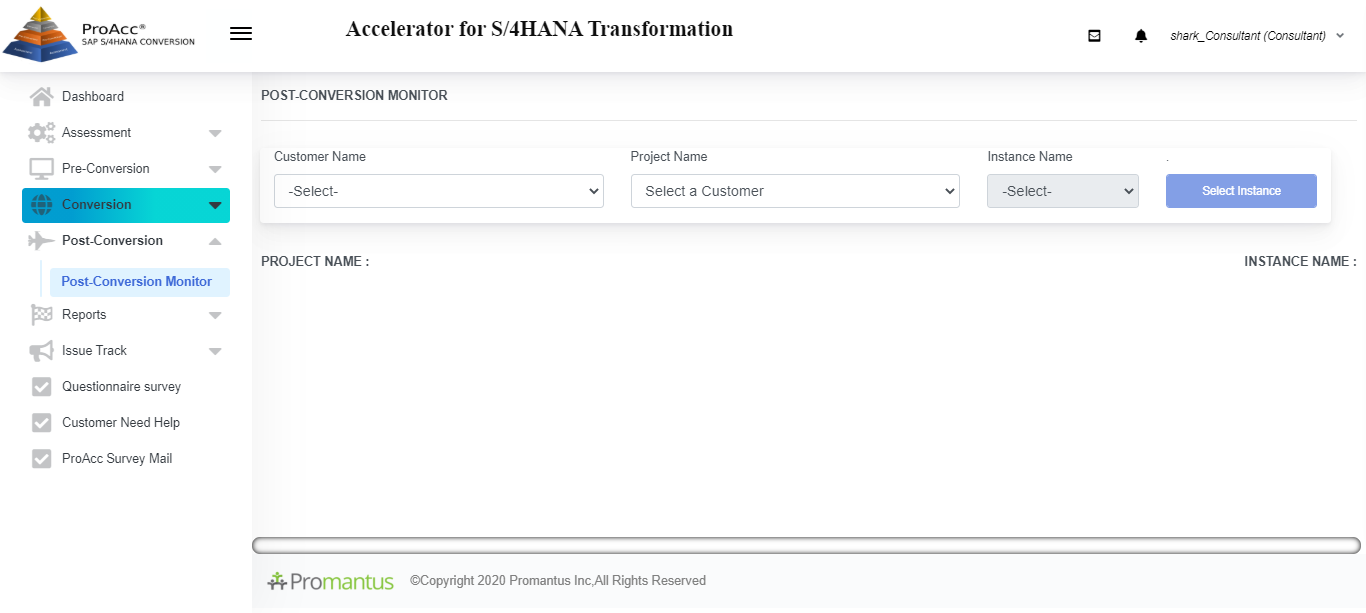 ProAcc®
SAP S/4HANA CONVERSION
Accelerator for S/4HANA Transformation
shark_Consultant (Consultant)
Dashboard
Assessment
Pre-Conversion
Conversion
Post-Conversion
Post-Conversion Monitor
Reports
Issue Track
Questionnaire survey
Customer Need Help
ProAcc Survey Mail
POST-CONVERSION MONITOR
Customer Name
Project Name
Instance Name
.
-Select-
Select a Customer
-Select-
Select Instance
PROJECT NAME :
INSTANCE NAME :
Promantus
©Copyright 2020 Promantus Inc,All Rights Reserved